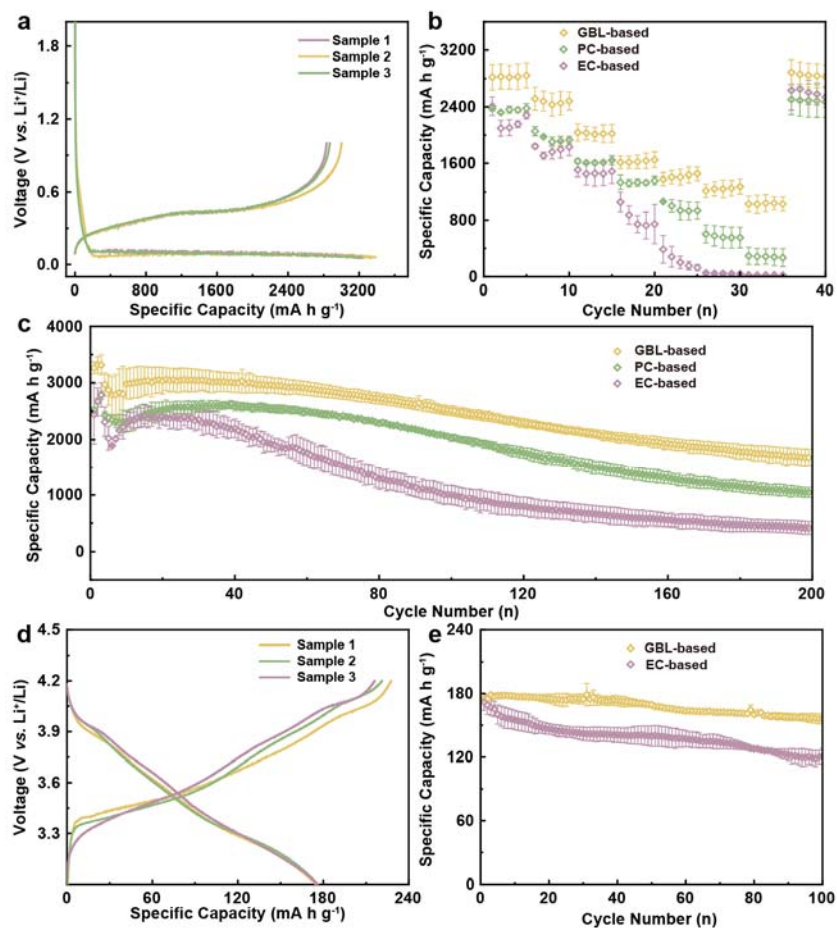 a
Voltage (V vs. Li⁺/Li)
1.8
1.2
0.6
0.0
0
800
1600
2400
3200
Specific Capacity (mA h g⁻¹)
Sample 1
Sample 2
Sample 3
b
Specific Capacity (mA h g⁻¹)
3200
2400
1600
800
0
0
10
20
30
40
Cycle Number (n)
GBL-based
PC-based
EC-based
c
Specific Capacity (mA h g⁻¹)
4000
3000
2000
1000
0
0
40
80
120
160
200
Cycle Number (n)
GBL-based
PC-based
EC-based
d
Voltage (V vs. Li⁺/Li)
4.5
4.2
3.9
3.6
3.3
0
60
120
180
240
Specific Capacity (mA h g⁻¹)
Sample 1
Sample 2
Sample 3
e
Specific Capacity (mA h g⁻¹)
240
180
120
60
0
0
20
40
60
80
100
Cycle Number (n)
GBL-based
EC-based